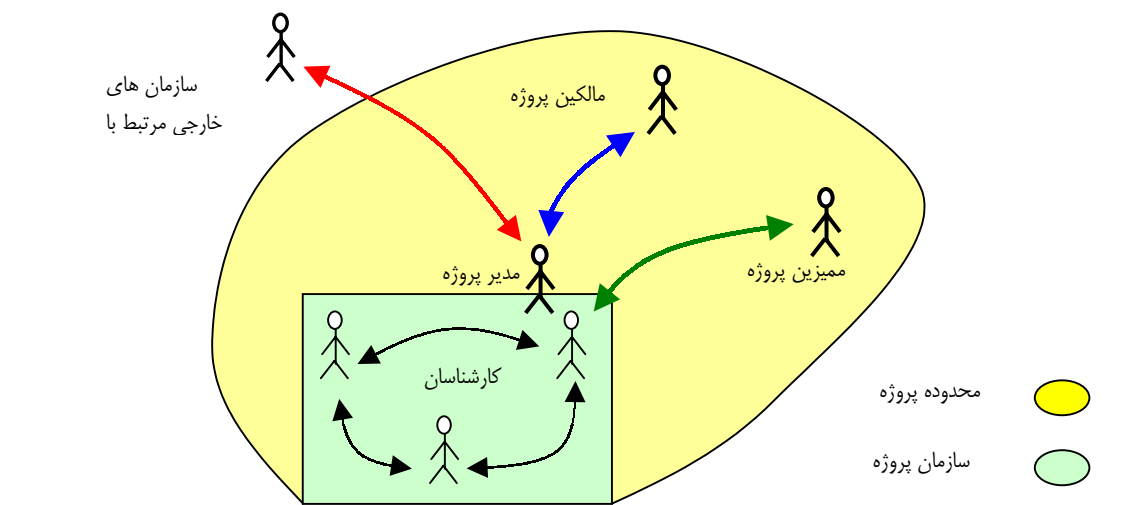 سازمان های
خارجی مرتبط با
مالکین پروژه
ممیزین پروژه
مدیر پروژه
کارشناسان
محدوده پروژه
سازمان پروژه